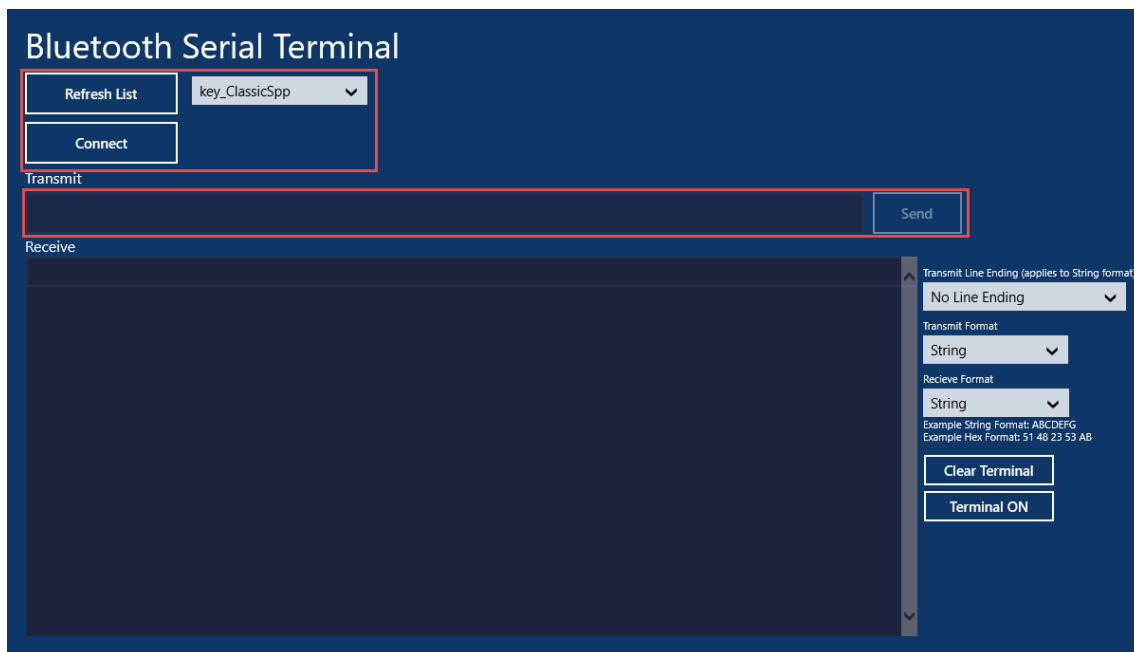 Bluetooth Serial Terminal
Refresh List
key_ClassicSpp
Connect
Transmit
Send
Receive
Transmit Line Ending (applies to String format)
No Line Ending
Transmit Format
String
Recieve Format
String
Example String Format: ABCDEFG
Example Hex Format: 51 48 23 53 AB
Clear Terminal
Terminal ON